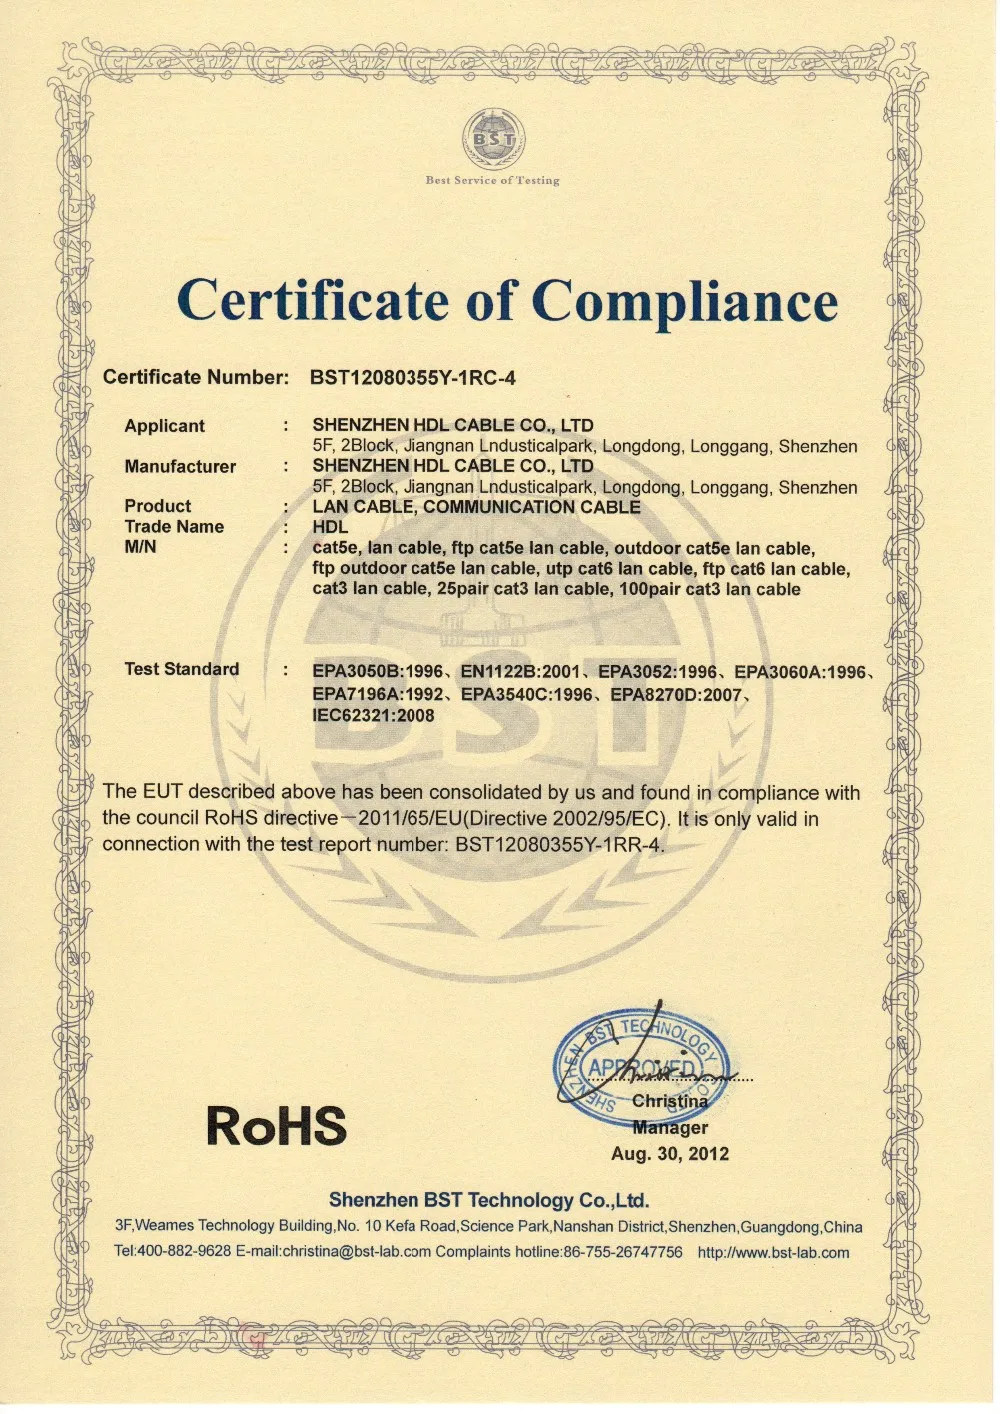 BST
Best Service of Testing
Certificate of Compliance
Certificate Number: BST12080355Y-1RC-4
Applicant : SHENZHEN HDL CABLE CO., LTD
5F, 2Block, Jiangnan Lndusticalpark, Longdong, Longgang, Shenzhen
Manufacturer : SHENZHEN HDL CABLE CO., LTD
5F, 2Block, Jiangnan Lndusticalpark, Longdong, Longgang, Shenzhen
Product : LAN CABLE, COMMUNICATION CABLE
Trade Name : HDL
M/N : cat5e, lan cable, ftp cat5e lan cable, outdoor cat5e lan cable,
ftp outdoor cat5e lan cable, utp cat6 lan cable, ftp cat6 lan cable,
cat3 lan cable, 25pair cat3 lan cable, 100pair cat3 lan cable
BST
Test Standard : EPA3050B:1996、EN1122B:2001、EPA3052:1996、EPA3060A:1996、
EPA7196A:1992、EPA3540C:1996、EPA8270D:2007、
IEC62321:2008
The EUT described above has been consolidated by us and found in compliance with
the council RoHS directive－2011/65/EU(Directive 2002/95/EC). It is only valid in
connection with the test report number: BST12080355Y-1RR-4.
SHENZHEN BST TECHNOLOGY CO.,LTD
APPROVED
Christina
Christina
Manager
Aug. 30, 2012
RoHS
Shenzhen BST Technology Co.,Ltd.
3F,Weames Technology Building,No. 10 Kefa Road,Science Park,Nanshan District,Shenzhen,Guangdong,China
Tel:400-882-9628 E-mail:christina@bst-lab.com Complaints hotline:86-755-26747756 http://www.bst-lab.com